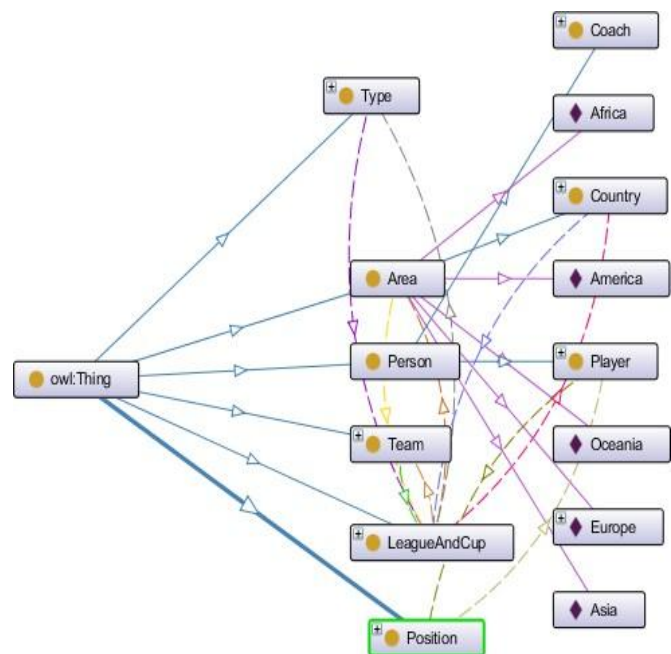 Coach
Type
Africa
Country
Area
America
owl:Thing
Person
Player
Team
Oceania
LeagueAndCup
Europe
Position
Asia